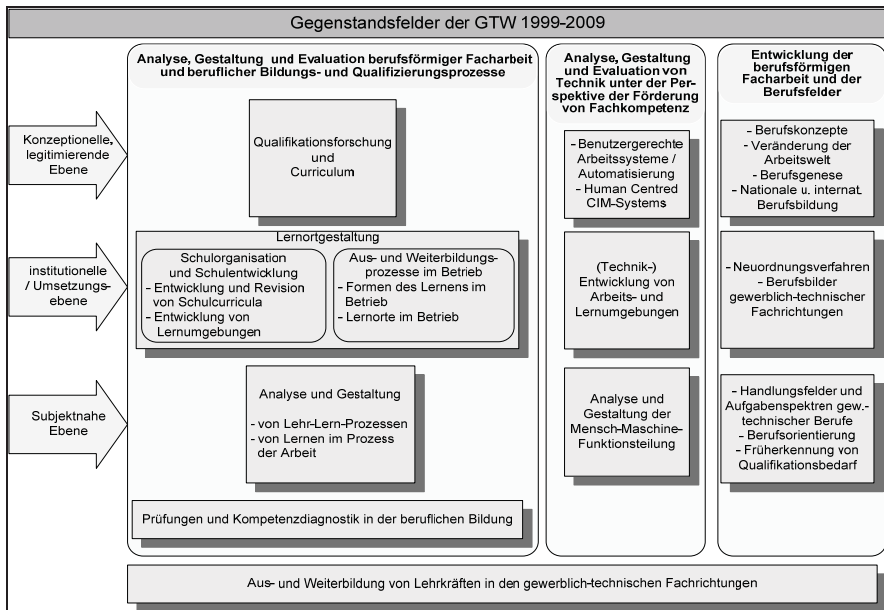 Gegenstandsfelder der GTW 1999-2009
Analyse, Gestaltung und Evaluation berufsförmiger Facharbeit
und beruflicher Bildungs- und Qualifizierungsprozesse
Analyse, Gestaltung
und Evaluation von
Technik unter der Per-
spektive der Förderung
von Fachkompetenz
Entwicklung der
berufsförmigen
Facharbeit und der
Berufsfelder
Konzeptionelle,
legitimierende
Ebene
Qualifikationsforschung
und
Curriculum
– Benutzergerechte
Arbeitssysteme /
Automatisierung
– Human Centred
CIM-Systems
– Berufskonzepte
– Veränderung der
Arbeitswelt
– Berufsgenese
– Nationale u. internat.
Berufsbildung
institutionelle
/ Umsetzungs-
ebene
Lernortgestaltung
Schulorganisation
und Schulentwicklung
– Entwicklung und Revision
von Schulcurricula
– Entwicklung von
Lernumgebungen
Aus- und Weiterbildungs-
prozesse im Betrieb
– Formen des Lernens im
Betrieb
– Lernorte im Betrieb
(Technik-)
Entwicklung von
Arbeits- und
Lernumgebungen
– Neuordnungsverfahren
– Berufsbilder
gewerblich-technischer
Fachrichtungen
Subjektnahe
Ebene
Analyse und Gestaltung
- von Lehr-Lern-Prozessen
- von Lernen im Prozess
der Arbeit
Analyse und
Gestaltung der
Mensch-Maschine-
Funktionsteilung
– Handlungsfelder und
Aufgabenspektren gew.-
technischer Berufe
– Berufsorientierung
– Früherkennung von
Qualifikationsbedarf
Prüfungen und Kompetenzdiagnostik in der beruflichen Bildung
Aus- und Weiterbildung von Lehrkräften in den gewerblich-technischen Fachrichtungen